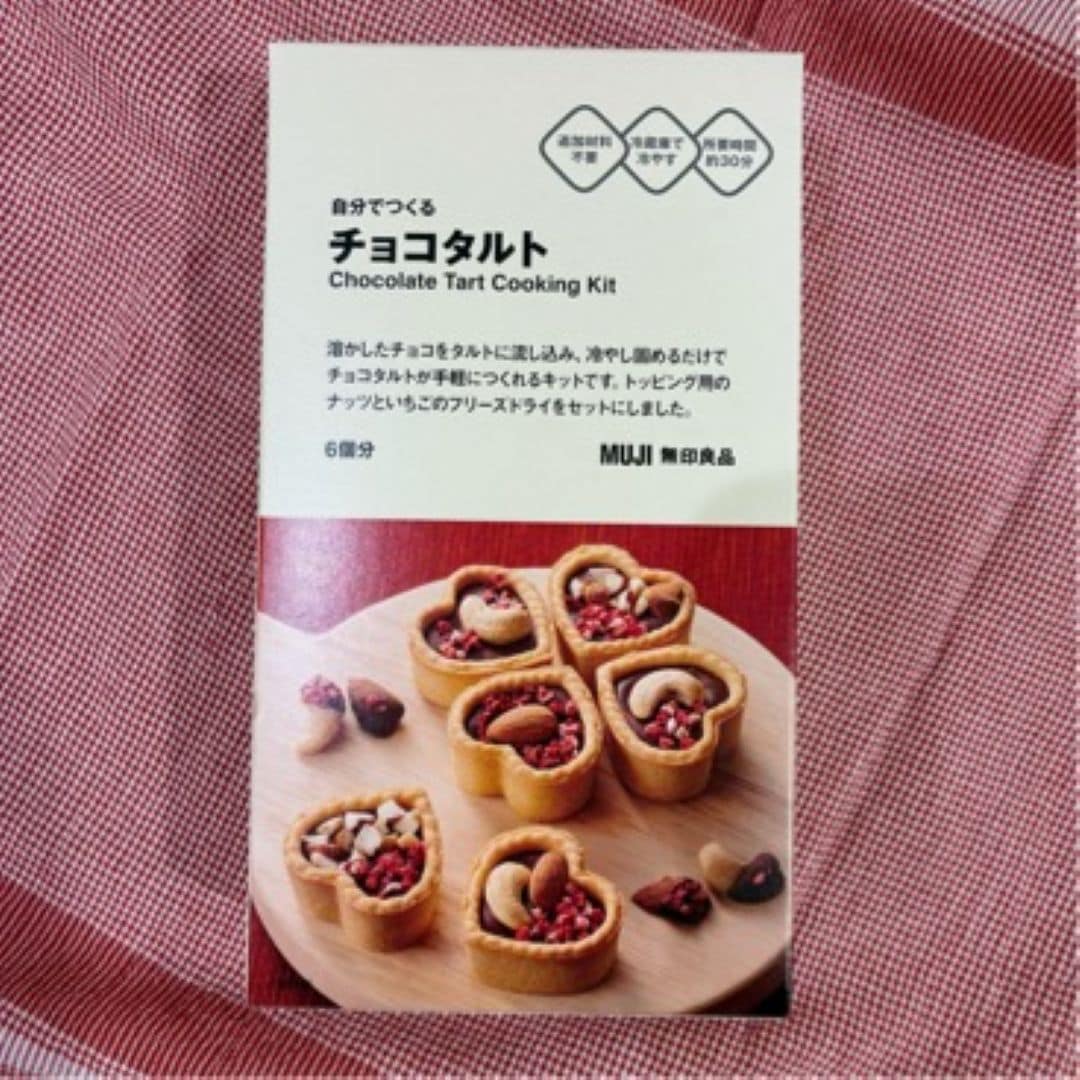 追加材料
不要
冷蔵庫で
冷やす
所要時間
約30分
自分でつくる
チョコタルト
Chocolate Tart Cooking Kit
溶かしたチョコをタルトに流し込み、冷やし固めるだけで
チョコタルトが手軽につくれるキットです。トッピング用の
ナッツといちごのフリーズドライをセットにしました。
6個分
MUJI 無印良品